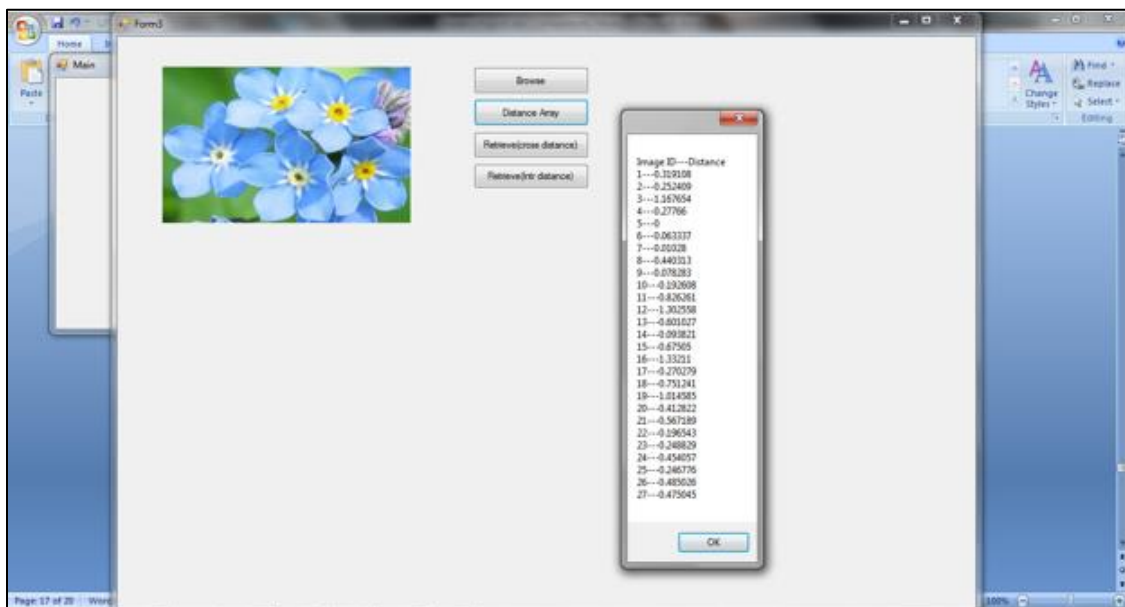 Form3
Home
Main
Paste
Browse
Distance Array
Retrieve(cross distance)
Retrieve(Intr distance)
Image ID---Distance
1---0.319108
2---0.252409
3---1.167654
4---0.27766
5---0
6---0.063337
7---0.01028
8---0.440313
9---0.078283
10---0.192608
11---0.826261
12---1.302558
13---0.601027
14---0.093821
15---0.67505
16---1.33211
17---0.270279
18---0.751241
19---1.014585
20---0.412822
21---0.567189
22---0.196543
23---0.248829
24---0.454057
25---0.246776
26---0.485026
27---0.475045
OK
Change
Styles
Find
Replace
Select
Editing
Page: 17 of 20
100%